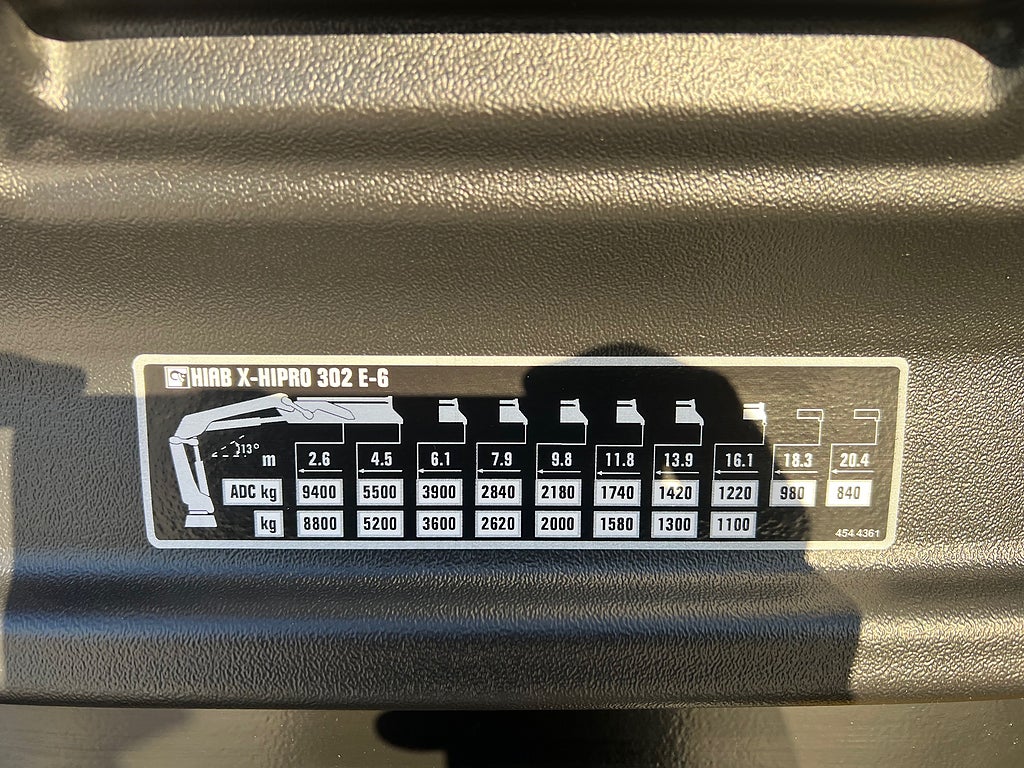 HIAB X-HIPRO 302 E-6
13°
m 2.6 4.5 6.1 7.9 9.8 11.8 13.9 16.1 18.3 20.4
ADC kg 9400 5500 3900 2840 2180 1740 1420 1220 980 840
kg 8800 5200 3600 2620 2000 1580 1300 1100
454 4361